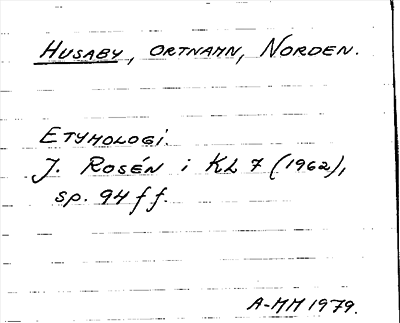 HUSABY, ORTNAMN, NORDEN.
ETYMOLOGI.
J. ROSÉN i KL 7 (1962),
sp. 94 ff.
A-MM 1979.